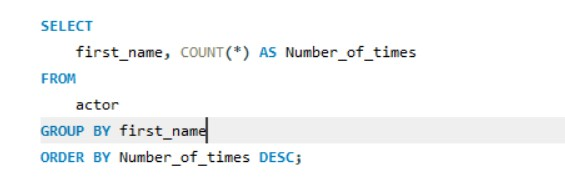 SELECT
first_name, COUNT(*) AS Number_of_times
FROM
actor
GROUP BY first_name
ORDER BY Number_of_times DESC;